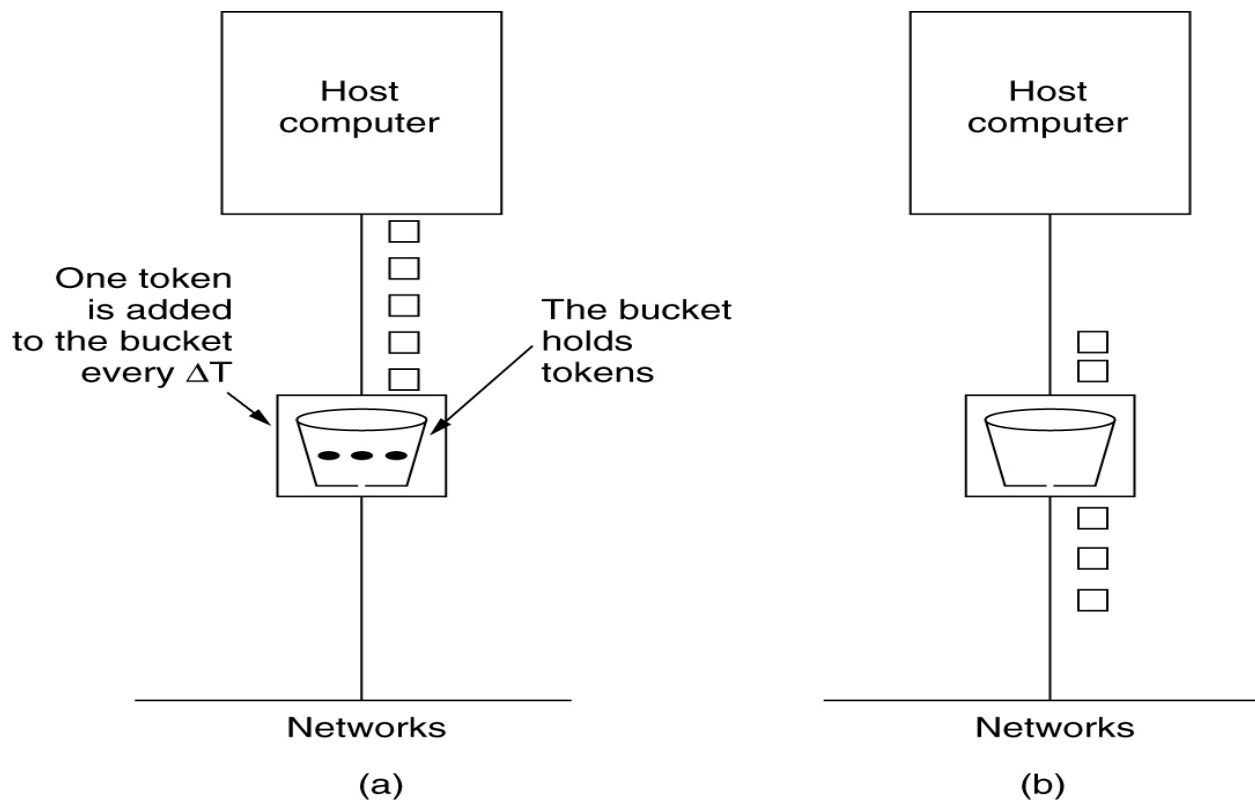 Host
computer
One token
is added
to the bucket
every ΔT
The bucket
holds
tokens
Networks
(a)
Host
computer
Networks
(b)